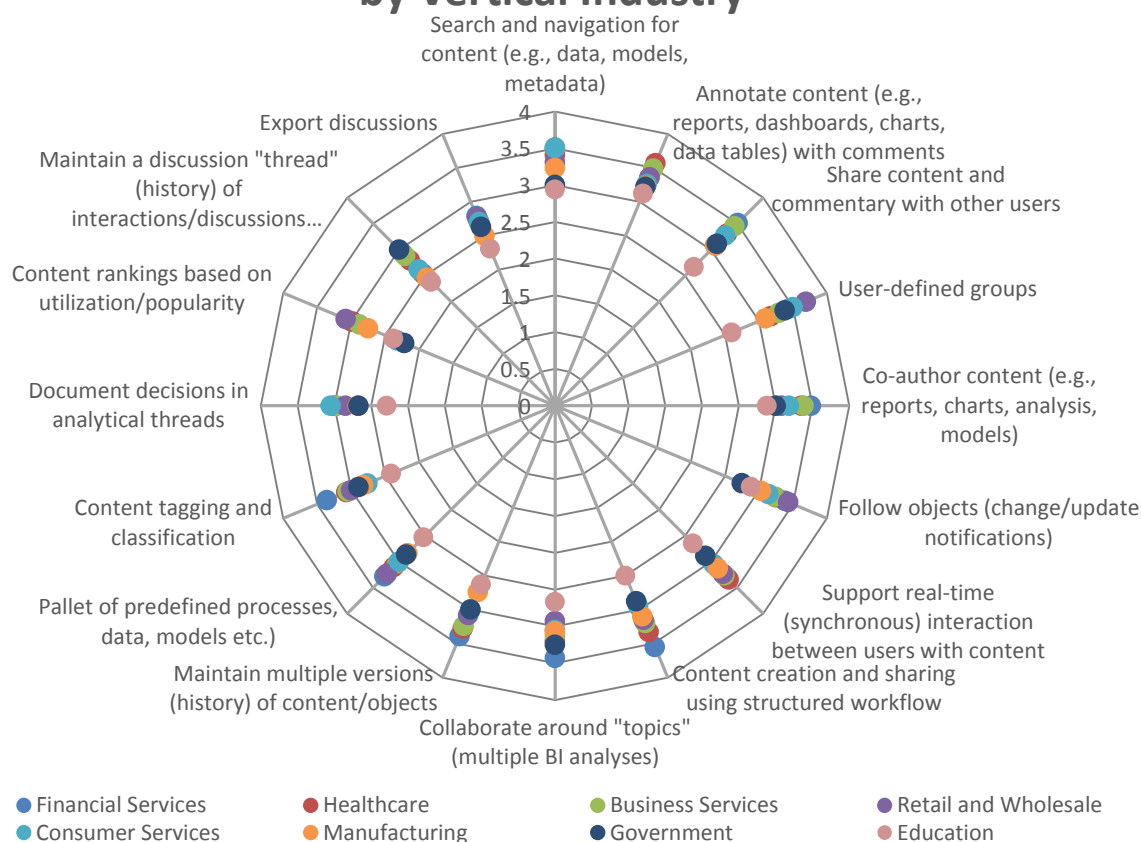 by Vertical Industry
Search and navigation for
content (e.g., data, models,
metadata)
Annotate content (e.g.,
reports, dashboards, charts,
data tables) with comments
Share content and
commentary with other users
User-defined groups
Co-author content (e.g.,
reports, charts, analysis,
models)
Follow objects (change/update
notifications)
Support real-time
(synchronous) interaction
between users with content
Content creation and sharing
using structured workflow
Collaborate around "topics"
(multiple BI analyses)
Maintain multiple versions
(history) of content/objects
Pallet of predefined processes,
data, models etc.)
Content tagging and
classification
Document decisions in
analytical threads
Content rankings based on
utilization/popularity
Maintain a discussion "thread"
(history) of
interactions/discussions...
Export discussions
4
3.5
3
2.5
2
1.5
1
0.5
0
Financial Services
Healthcare
Business Services
Retail and Wholesale
Consumer Services
Manufacturing
Government
Education